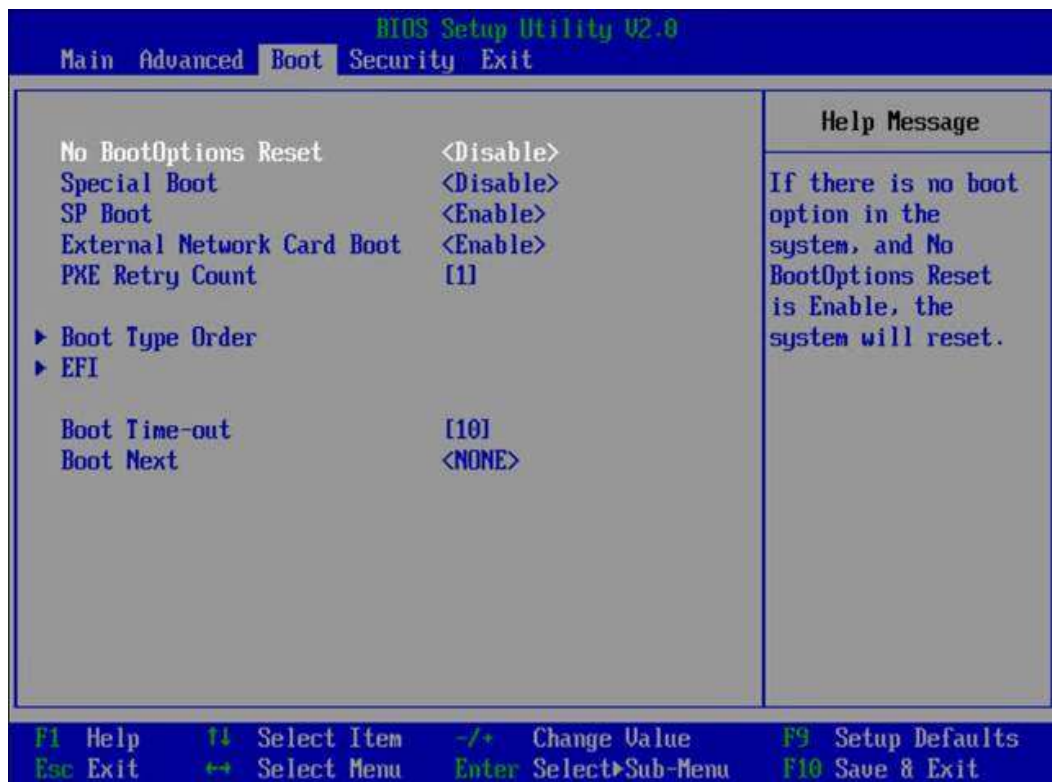 BIOS Setup Utility V2.0
Main Advanced Boot Security Exit
No BootOptions Reset <Disable>
Special Boot <Disable>
SP Boot <Enable>
External Network Card Boot <Enable>
PXE Retry Count [1]
▶ Boot Type Order
▶ EFI
Boot Time-out [10]
Boot Next <NONE>
Help Message
If there is no boot
option in the
system, and No
BootOptions Reset
is Enable, the
system will reset.
F1 Help ↑↓ Select Item -/+ Change Value F9 Setup Defaults
Esc Exit ↔ Select Menu Enter Select▶Sub-Menu F10 Save & Exit